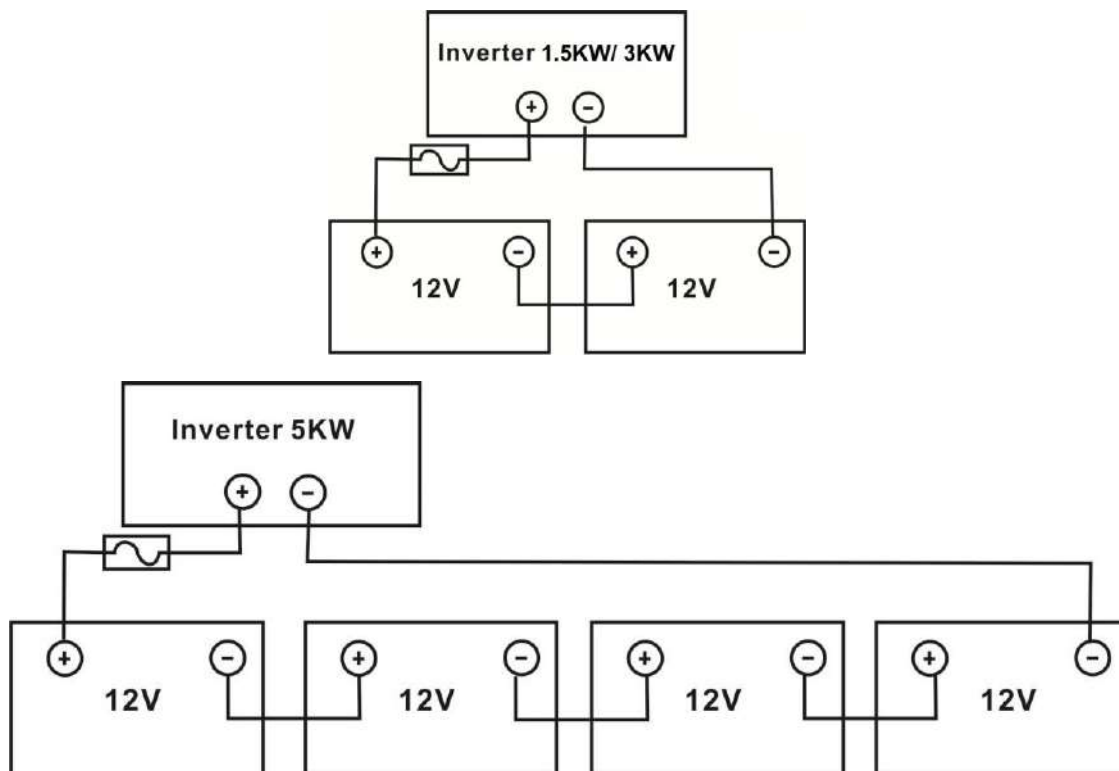 Inverter 1.5KW/ 3KW
+ −
+ − + −
12V 12V
Inverter 5KW
+ −
+ − + − + − + −
12V 12V 12V 12V